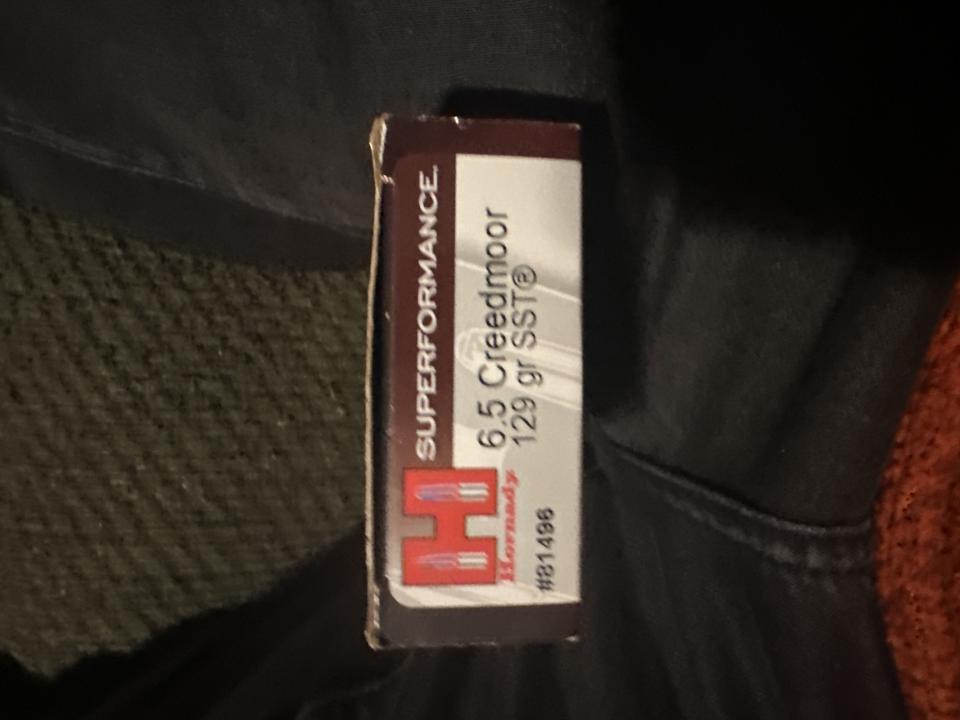 SUPERFORMANCE.
6.5 Creedmoor
129 gr SST®
Hornady.
#81496